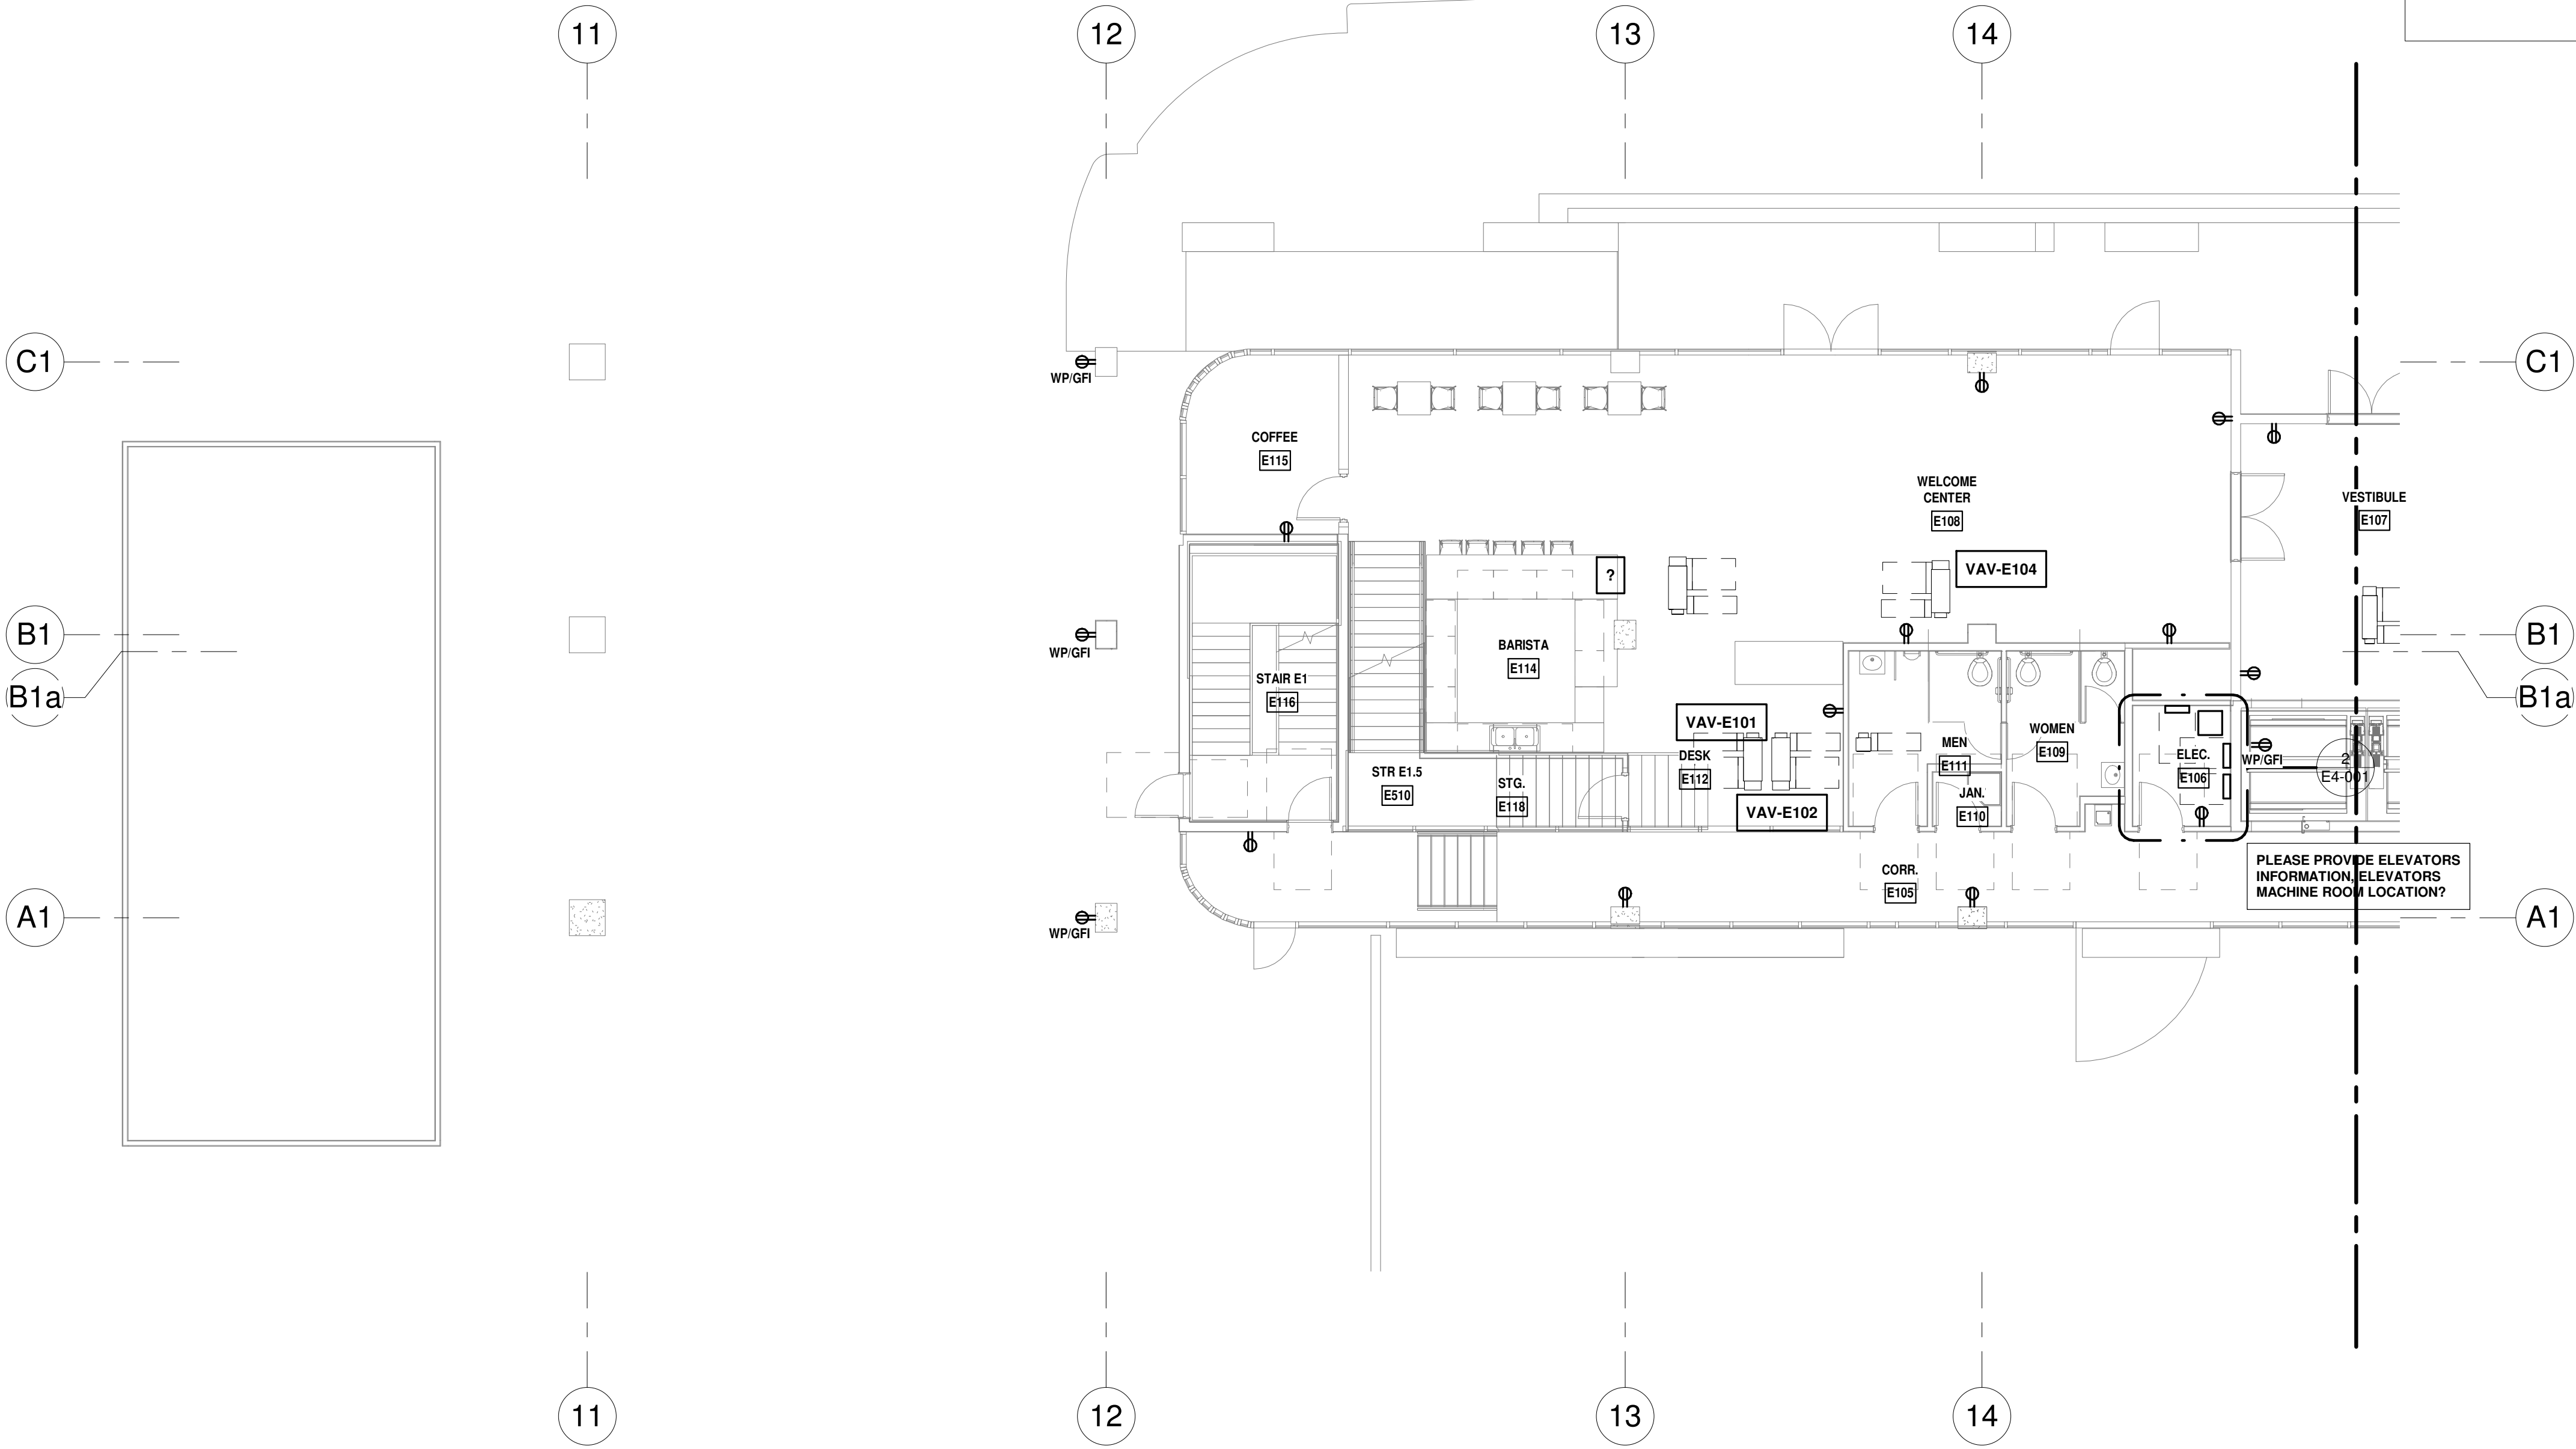 11
12
13
14
C1
C1
WP/GFI
COFFEE
E115
WELCOME
CENTER
E108
VESTIBULE
E107
VAV-E104
?
B1
B1
WP/GFI
BARISTA
E114
STAIR E1
E116
B1a
B1a
VAV-E101
WOMEN
E109
MEN
E111
DESK
E112
ELEC.
E106
WP/GFI
2
E4-001
STR E1.5
E510
STG.
E118
JAN.
E110
VAV-E102
PLEASE PROVIDE ELEVATORS
INFORMATION, ELEVATORS
MACHINE ROOM LOCATION?
CORR.
E105
A1
A1
WP/GFI
11
12
13
14